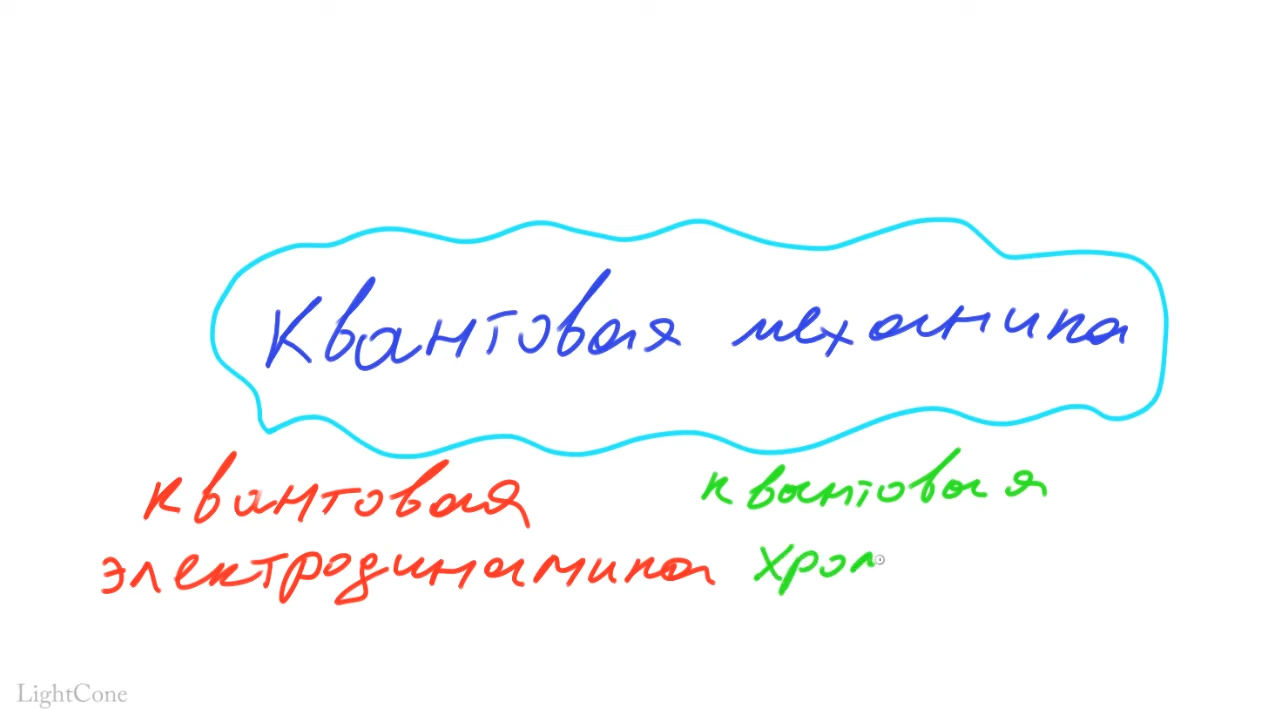 Квантовая механика
квантовая
электродинамика
квантовая
хром
LightCone